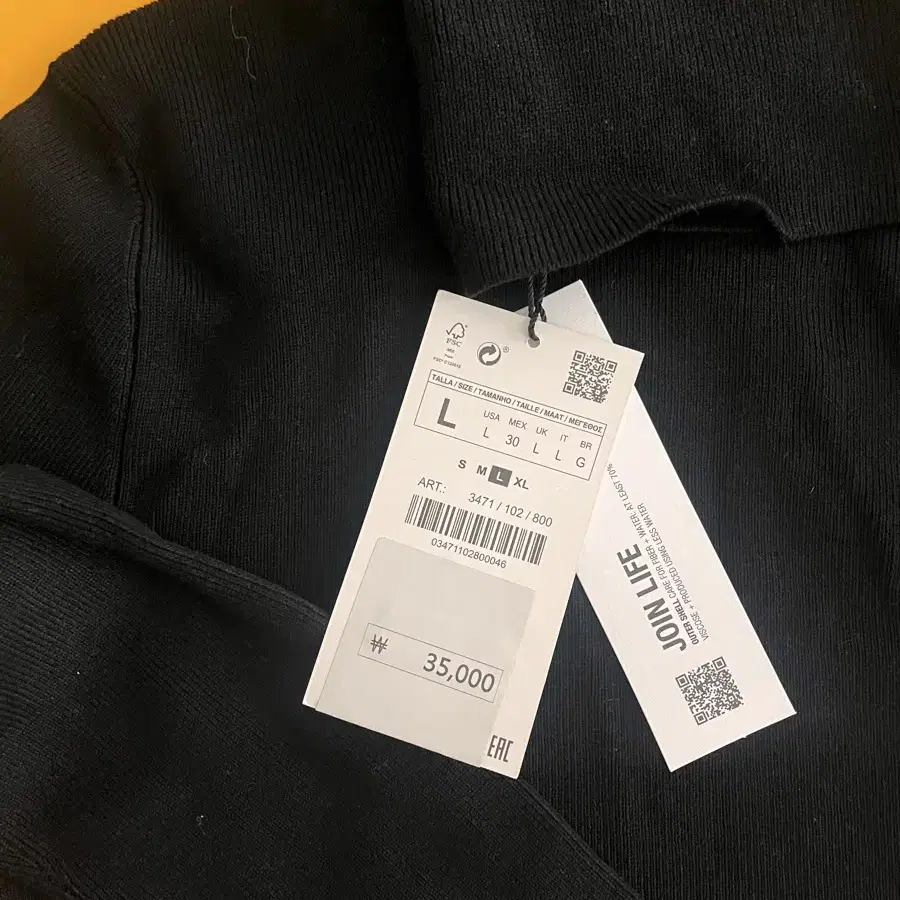 FSC
MIX
®
TALLA / SIZE / TAMANHO / TAILLE / MAAT / ΜΕΓΕΘΟΣ
L
USA MEX UK IT BR
L 30 L L G
S M L XL
ART.: 3471 / 102 / 800
03471102800046
₩ 35,000
EAC
JOIN LIFE
OUTER SHELL CARE FOR FIBER + WATER: AT LEAST 70%
VISCOSE + PRODUCED USING LESS WATER